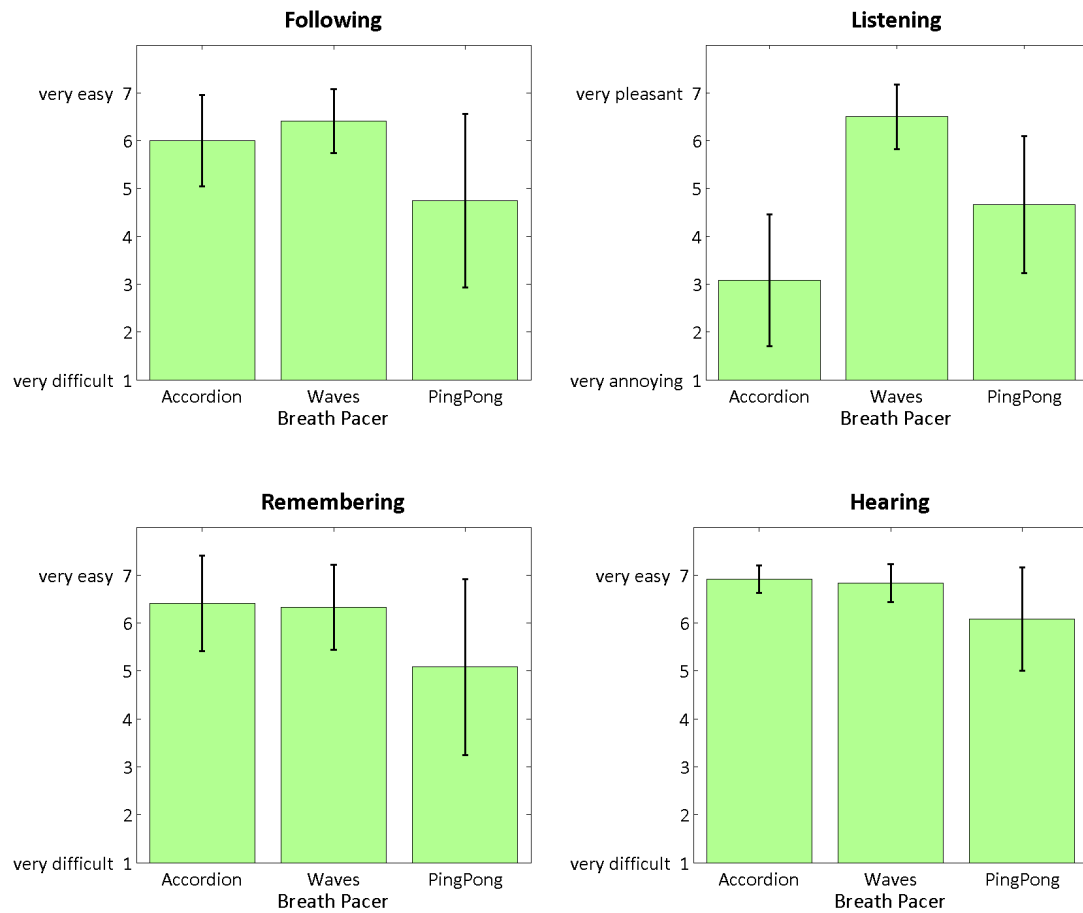 Following
very easy 7
6
5
4
3
2
very difficult 1
Accordion Waves PingPong
Breath Pacer
Listening
very pleasant 7
6
5
4
3
2
very annoying 1
Accordion Waves PingPong
Breath Pacer
Remembering
very easy 7
6
5
4
3
2
very difficult 1
Accordion Waves PingPong
Breath Pacer
Hearing
very easy 7
6
5
4
3
2
very difficult 1
Accordion Waves PingPong
Breath Pacer